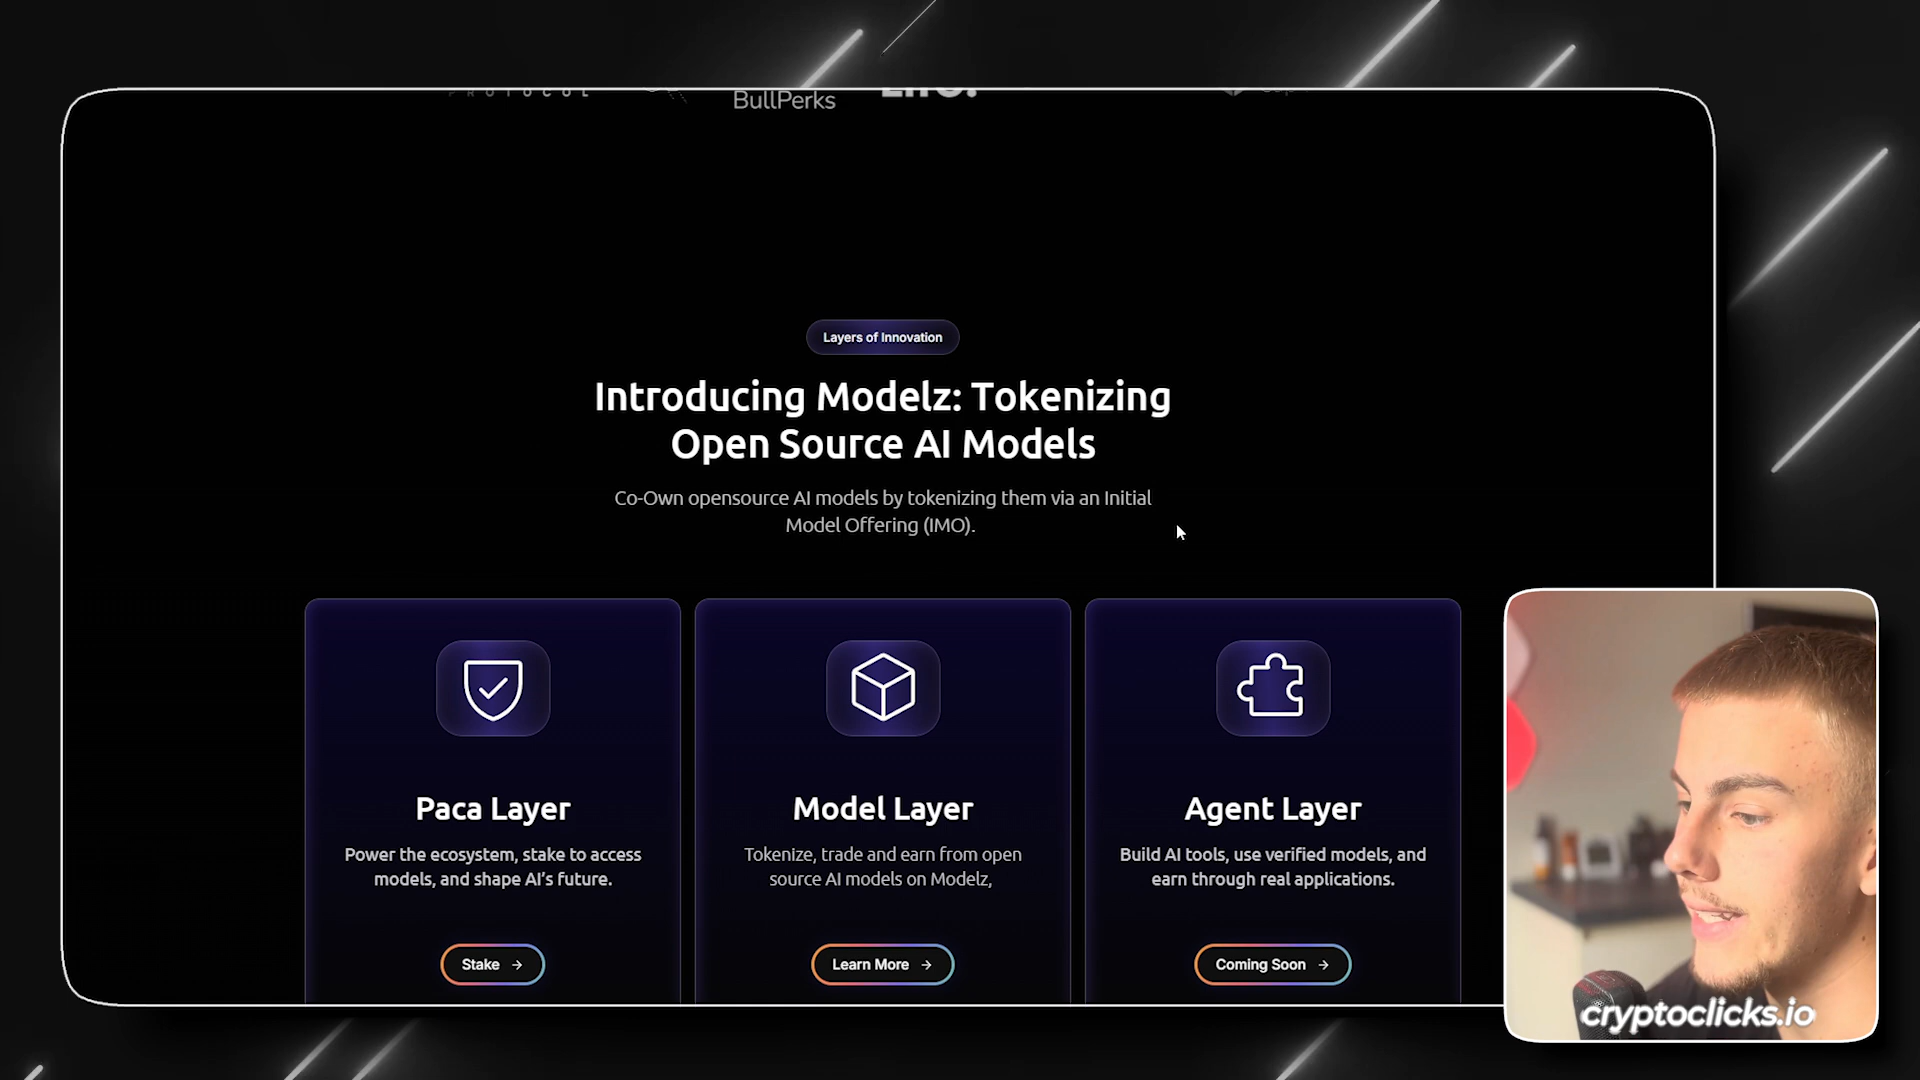 PROTOCOL
BullPerks
Layers of Innovation
Introducing Modelz: Tokenizing
Open Source AI Models
Co-Own opensource AI models by tokenizing them via an Initial
Model Offering (IMO).
Paca Layer
Power the ecosystem, stake to access
models, and shape AI’s future.
Stake
Model Layer
Tokenize, trade and earn from open
source AI models on Modelz,
Learn More
Agent Layer
Build AI tools, use verified models, and
earn through real applications.
Coming Soon
cryptoclicks.io